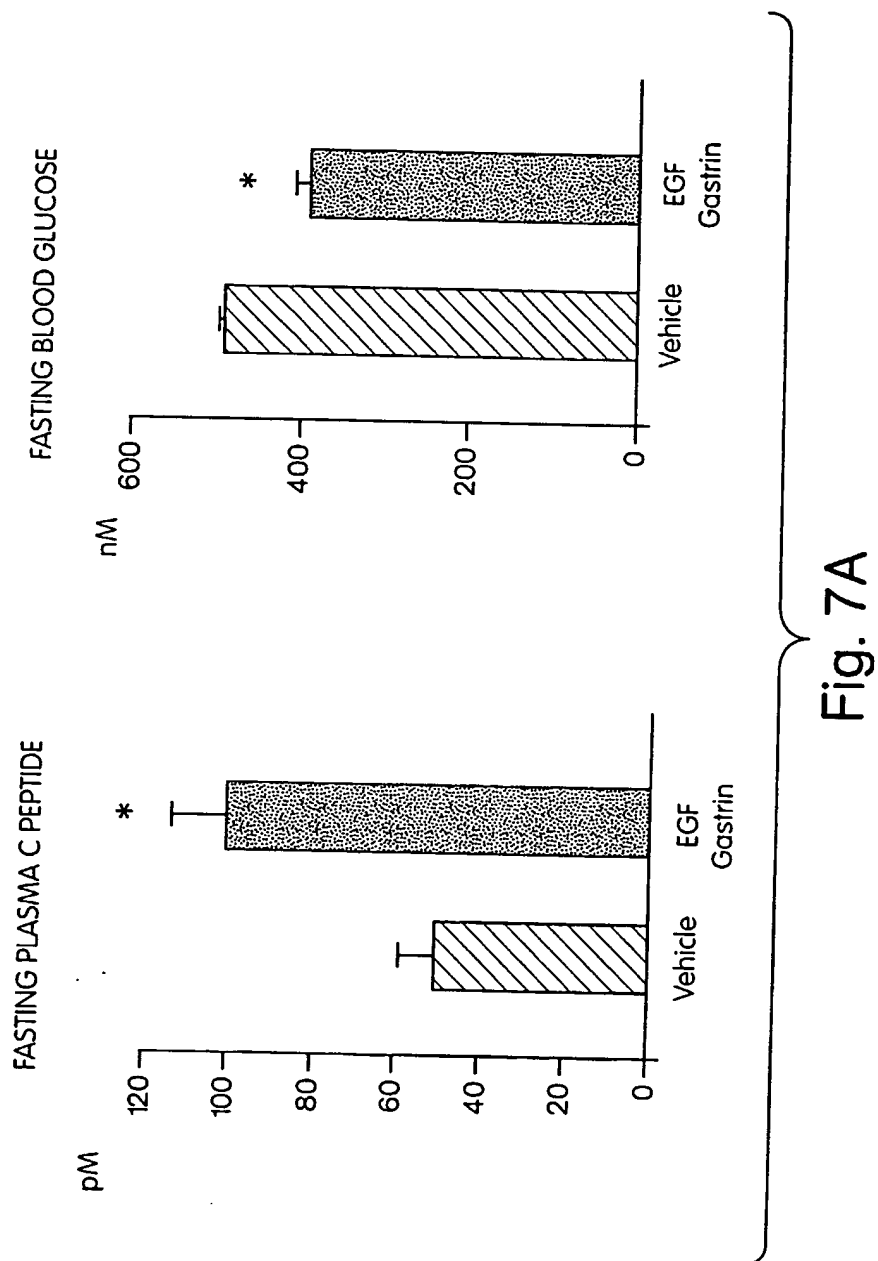 FASTING PLASMA C PEPTIDE
pM
120
100
80
60
40
20
0
*
Vehicle
EGF
Gastrin
FASTING BLOOD GLUCOSE
nM
600
400
200
0
*
Vehicle
EGF
Gastrin
Fig. 7A